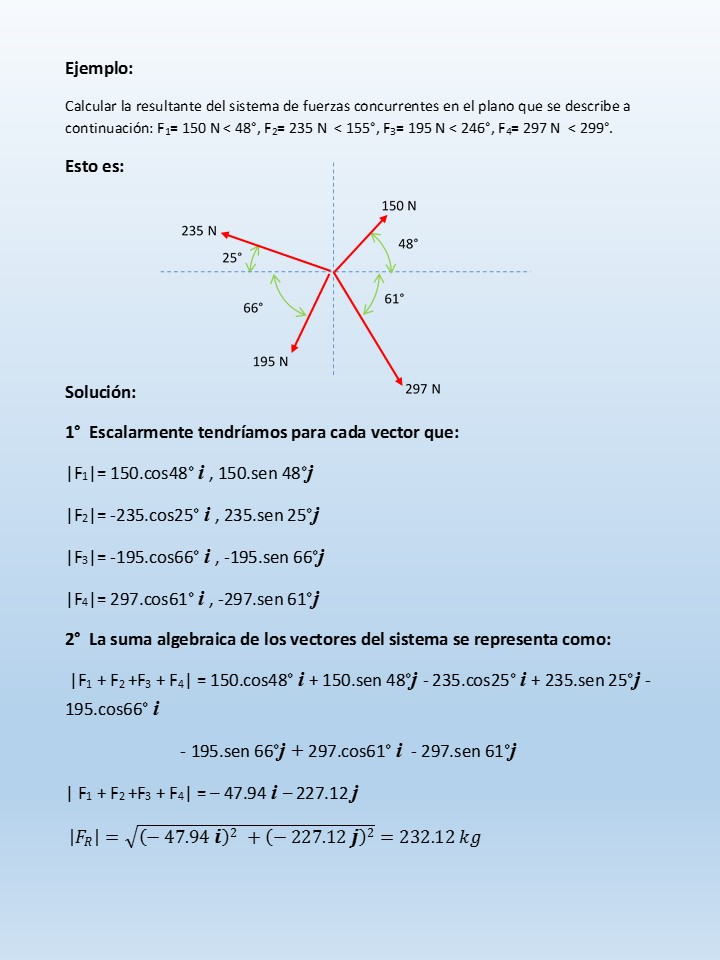 Ejemplo:
Calcular la resultante del sistema de fuerzas concurrentes en el plano que se describe a
continuación: F₁= 150 N < 48°, F₂= 235 N < 155°, F₃= 195 N < 246°, F₄= 297 N < 299°.
Esto es:
150 N
235 N
48°
25°
61°
66°
195 N
297 N
Solución:
1° Escalarmente tendríamos para cada vector que:
|F₁|= 150.cos48° i , 150.sen 48°j
|F₂|= -235.cos25° i , 235.sen 25°j
|F₃|= -195.cos66° i , -195.sen 66°j
|F₄|= 297.cos61° i , -297.sen 61°j
2° La suma algebraica de los vectores del sistema se representa como:
|F₁ + F₂ +F₃ + F₄| = 150.cos48° i + 150.sen 48°j - 235.cos25° i + 235.sen 25°j -
195.cos66° i
- 195.sen 66°j + 297.cos61° i - 297.sen 61°j
| F₁ + F₂ +F₃ + F₄| = – 47.94 i – 227.12j
|F_R| = √(– 47.94 i)² + (– 227.12 j)² = 232.12 kg